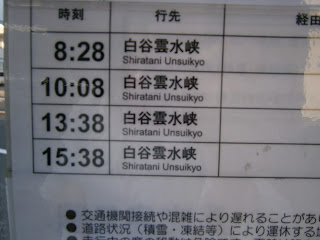 時刻 行先 経由
8:28 白谷雲水峡
Shiratani Unsuikyo
10:08 白谷雲水峡
Shiratani Unsuikyo
13:38 白谷雲水峡
Shiratani Unsuikyo
15:38 白谷雲水峡
Shiratani Unsuikyo
●交通機関接続や混雑により遅れることがあ
●道路状況（積雪・凍結等）により運休する